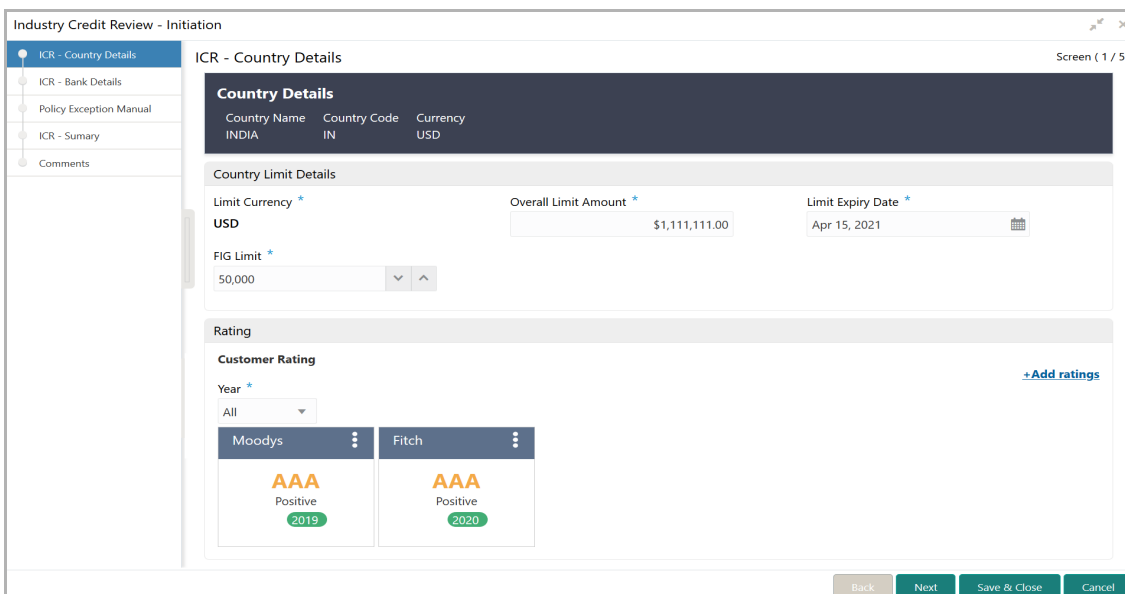 Industry Credit Review - Initiation
ICR - Country Details
ICR - Bank Details
Policy Exception Manual
ICR - Sumary
Comments
ICR - Country Details
Screen ( 1 / 5
Country Details
Country Name Country Code Currency
INDIA IN USD
Country Limit Details
Limit Currency * Overall Limit Amount * Limit Expiry Date *
USD $1,111,111.00 Apr 15, 2021
FIG Limit *
50,000
Rating
Customer Rating
+Add ratings
Year *
All
Moodys Fitch
AAA AAA
Positive Positive
2019 2020
Back Next Save & Close Cancel